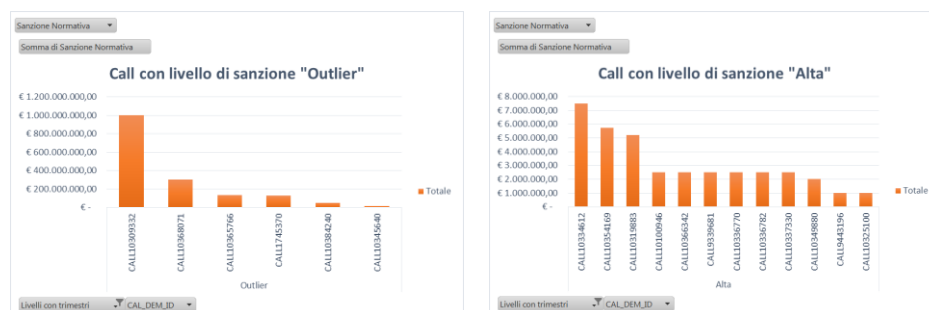 Sanzione Normativa
Somma di Sanzione Normativa
Call con livello di sanzione "Outlier"
€ 1.200.000.000,00
€ 1.000.000.000,00
€ 800.000.000,00
€ 600.000.000,00
€ 400.000.000,00
€ 200.000.000,00
€ -
Totale
CALL10309332
CALL10368071
CALL10365766
CALL17453370
CALL10384240
CALL10345640
Outlier
Livelli con trimestri
CAL_DEM_ID
Sanzione Normativa
Somma di Sanzione Normativa
Call con livello di sanzione "Alta"
€ 8.000.000,00
€ 7.000.000,00
€ 6.000.000,00
€ 5.000.000,00
€ 4.000.000,00
€ 3.000.000,00
€ 2.000.000,00
€ 1.000.000,00
€ -
Totale
CALL10334612
CALL10354169
CALL10319883
CALL10100946
CALL10366342
CALL9339681
CALL10336770
CALL10336782
CALL10337330
CALL10349880
CALL9443196
CALL10325100
Alta
Livelli con trimestri
CAL_DEM_ID